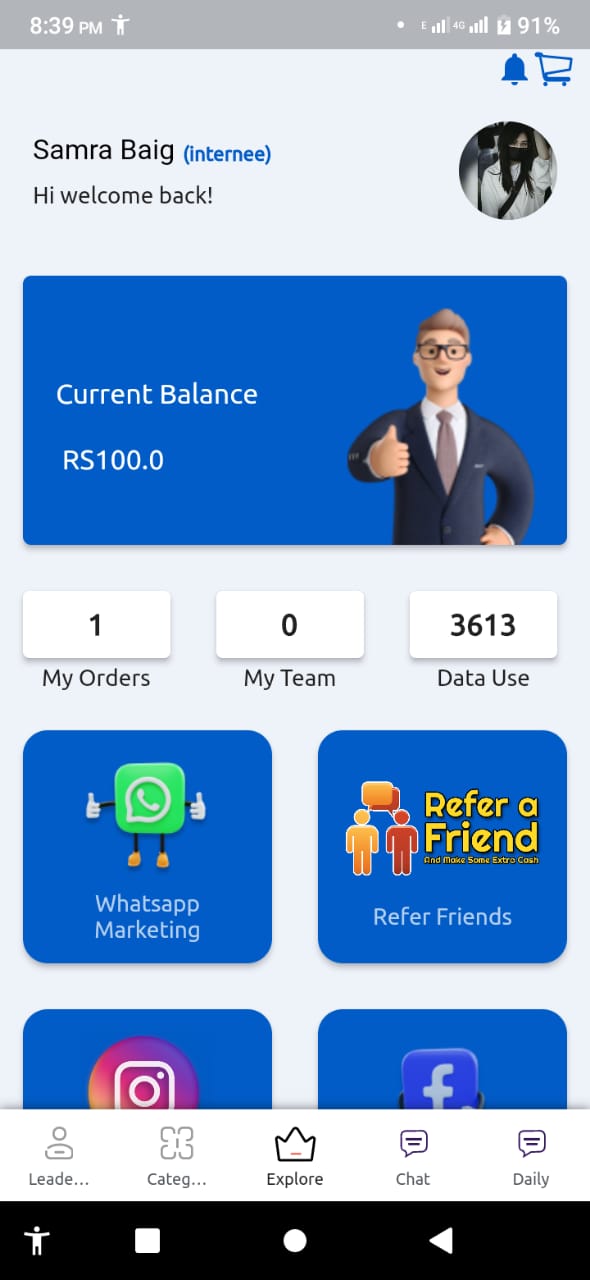 8:39 PM
E 4G 91%
Samra Baig (internee)
Hi welcome back!
Current Balance
RS100.0
1 0 3613
My Orders My Team Data Use
Refer a
Friend
And Make Some Extra Cash
Whatsapp
Marketing
Refer Friends
Leade... Categ... Explore Chat Daily